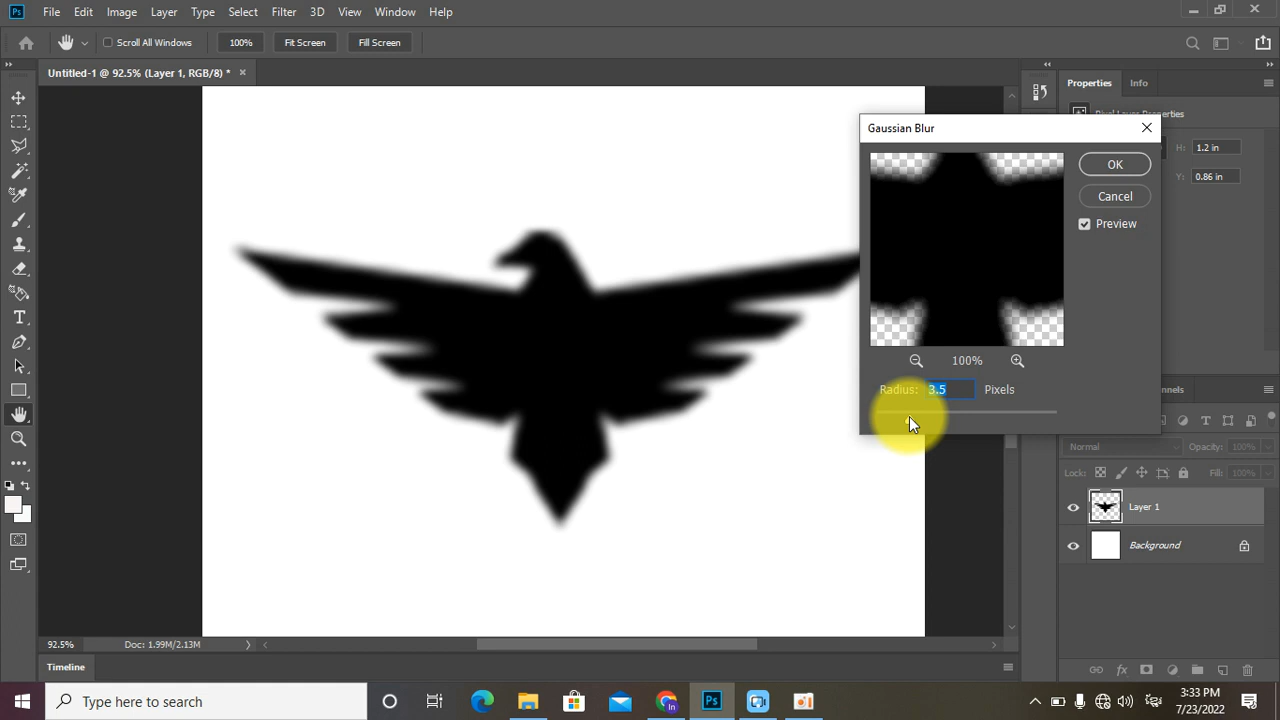 Ps File Edit Image Layer Type Select Filter 3D View Window Help
Scroll All Windows 100% Fit Screen Fill Screen
Untitled-1 @ 92.5% (Layer 1, RGB/8) *
Properties Info
Pixel Layer Properties
H: 1.2 in
Y: 0.86 in
Gaussian Blur
OK
Cancel
Preview
100%
Radius: 3.5 Pixels
Normal Opacity: 100%
Lock: Fill: 100%
Layer 1
Background
92.5% Doc: 1.99M/2.13M
Timeline
Type here to search
Ps
3:33 PM
7/23/2022